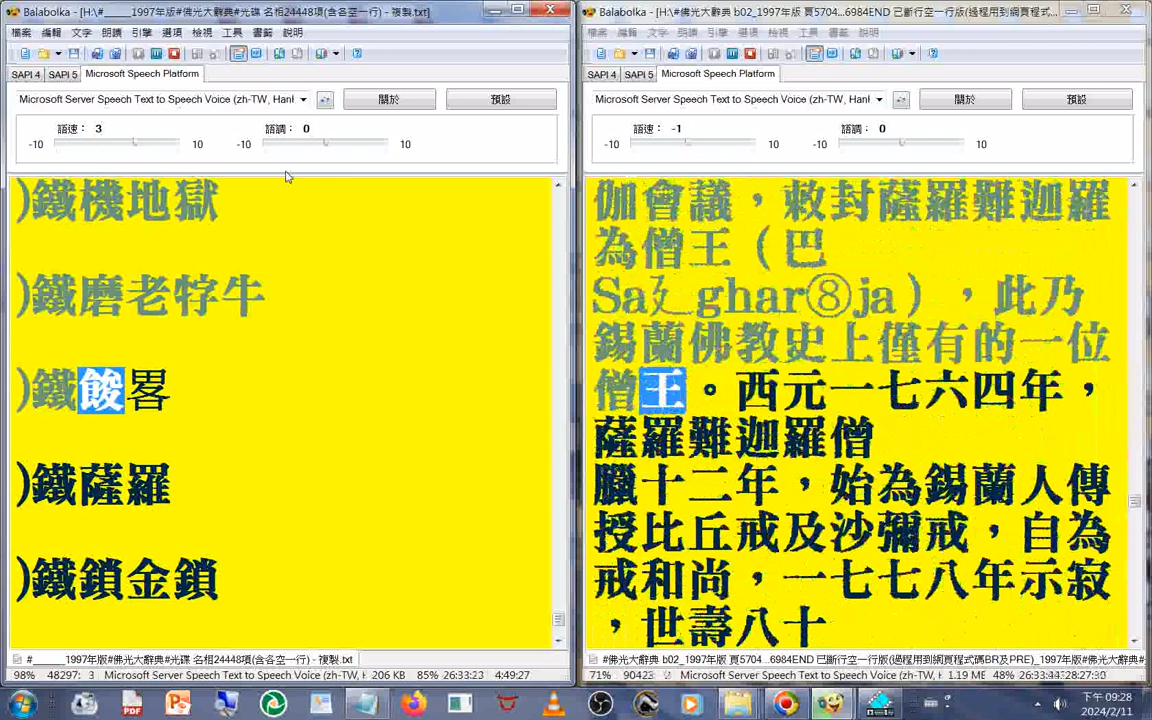 Balabolka - [H:\#_____1997年版#佛光大辭典#光碟 名相24448項(含各空一行) - 複製.txt]
檔案 編輯 文字 朗讀 引擎 選項 檢視 工具 書籤 說明
SAPI 4 SAPI 5 Microsoft Speech Platform
Microsoft Server Speech Text to Speech Voice (zh-TW, HanH
關於 預設
語速： 3 語調： 0
-10 10 -10 10
)鐵機地獄
)鐵磨老牸牛
)鐵餕畧
)鐵薩羅
)鐵鎖金鎖
#_____1997年版#佛光大辭典#光碟 名相24448項(含各空一行) - 複製.txt
98% 48297: 3 Microsoft Server Speech Text to Speech Voice (zh-TW, H 206 KB 85% 26:33:23 4:49:27
Balabolka - [H:\#佛光大辭典 b02_1997年版 頁5704...6984END 已斷行空一行版(過程用到網頁程式...
檔案 編輯 文字 朗讀 引擎 選項 檢視 工具 書籤 說明
SAPI 4 SAPI 5 Microsoft Speech Platform
Microsoft Server Speech Text to Speech Voice (zh-TW, HanH
關於 預設
語速： -1 語調： 0
-10 10 -10 10
伽會議，敕封薩羅難迦羅
為僧王（巴
Sa廴_ghar⑧ja），此乃
錫蘭佛教史上僅有的一位
僧王。西元一七六四年，
薩羅難迦羅僧
臘十二年，始為錫蘭人傳
授比丘戒及沙彌戒，自為
戒和尚，一七七八年示寂
，世壽八十
#佛光大辭典 b02_1997年版 頁5704...6984END 已斷行空一行版(過程用到網頁程式碼BR及PRE)_1997年版#佛光大辭典#
71% 90423: Microsoft Server Speech Text to Speech Voice (zh-TW, H 1.19 ME 48%
下午 09:28
2024/2/11